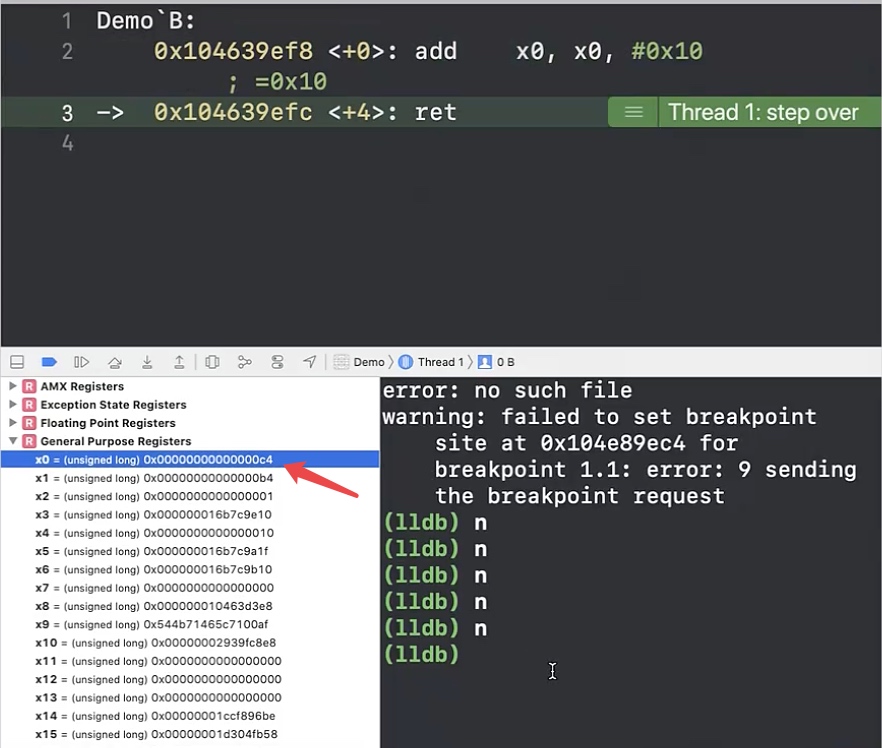 1 Demo`B:
2 0x104639ef8 <+0>: add x0, x0, #0x10
; =0x10
3 -> 0x104639efc <+4>: ret Thread 1: step over
4
Demo Thread 1 0 B
AMX Registers
Exception State Registers
Floating Point Registers
General Purpose Registers
x0 = (unsigned long) 0x00000000000000c4
x1 = (unsigned long) 0x00000000000000b4
x2 = (unsigned long) 0x0000000000000001
x3 = (unsigned long) 0x000000016b7c9e10
x4 = (unsigned long) 0x0000000000000010
x5 = (unsigned long) 0x000000016b7c9a1f
x6 = (unsigned long) 0x000000016b7c9b10
x7 = (unsigned long) 0x0000000000000000
x8 = (unsigned long) 0x000000010463d3e8
x9 = (unsigned long) 0x544b71465c7100af
x10 = (unsigned long) 0x00000002939fc8e8
x11 = (unsigned long) 0x0000000000000000
x12 = (unsigned long) 0x0000000000000000
x13 = (unsigned long) 0x0000000000000000
x14 = (unsigned long) 0x00000001ccf896be
x15 = (unsigned long) 0x00000001d304fb58
error: no such file
warning: failed to set breakpoint
site at 0x104e89ec4 for
breakpoint 1.1: error: 9 sending
the breakpoint request
(lldb) n
(lldb) n
(lldb) n
(lldb) n
(lldb) n
(lldb)